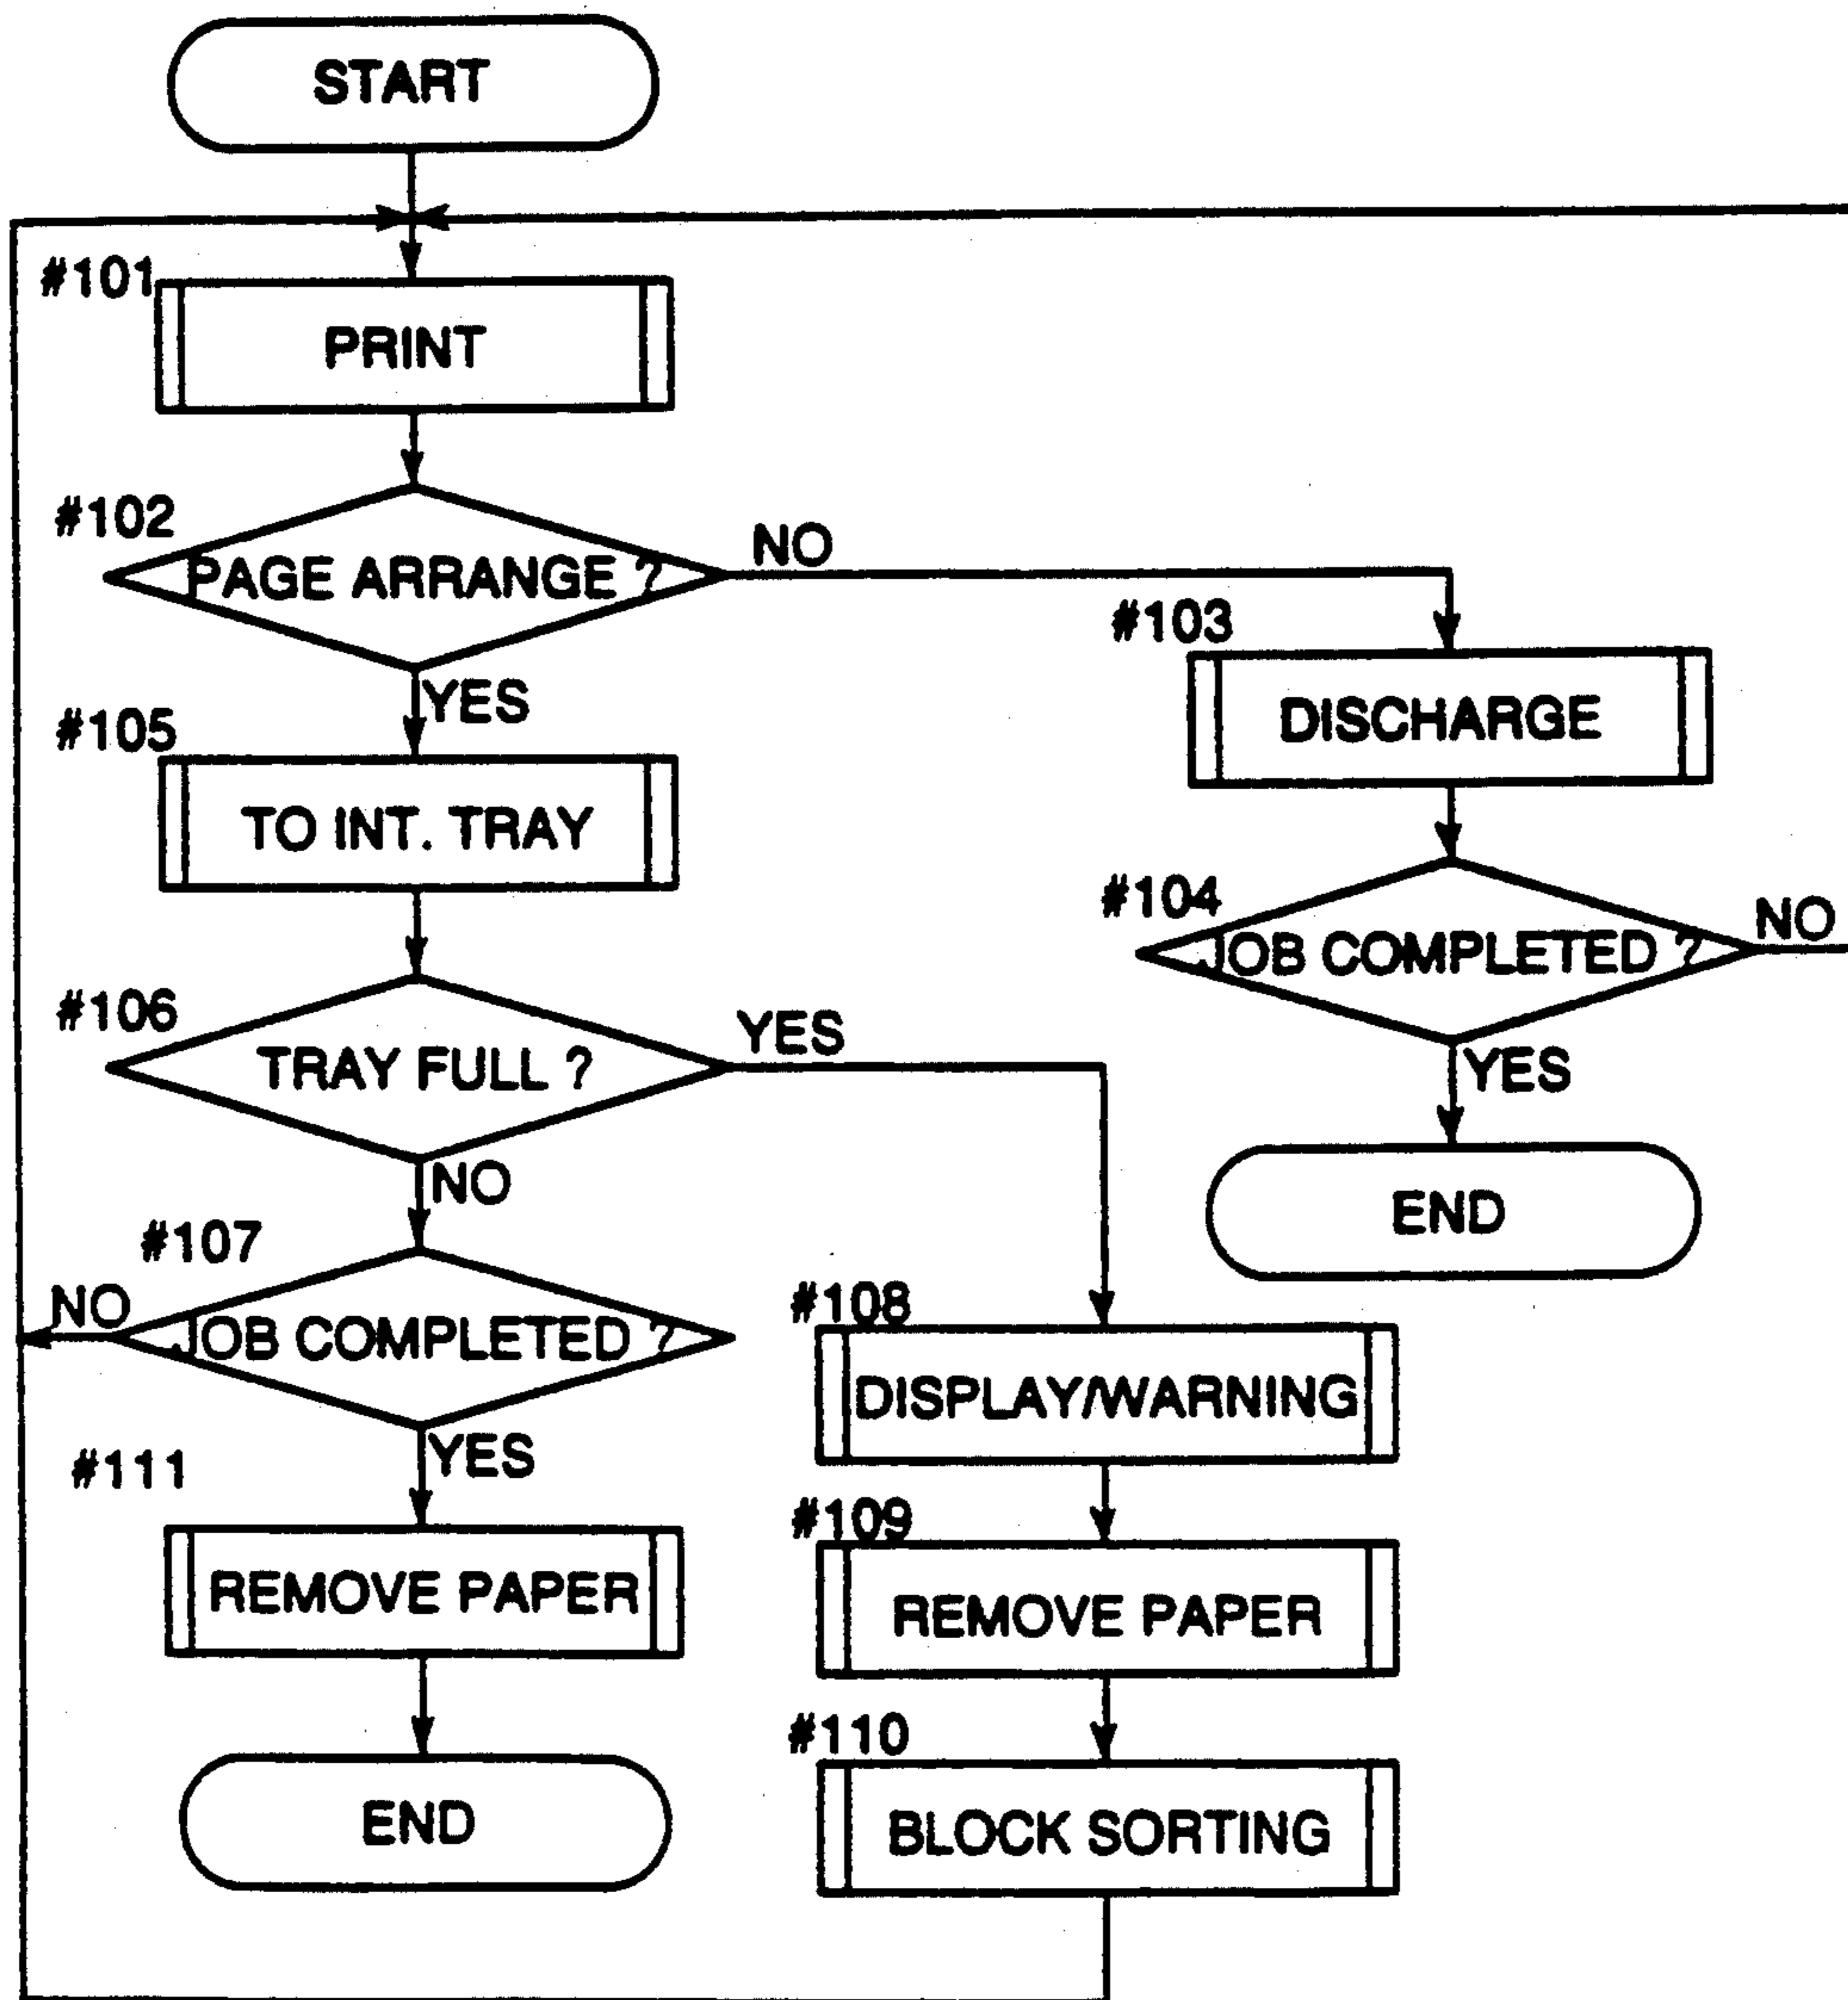 START
#101
PRINT
#102
PAGE ARRANGE ?
NO
YES
#103
DISCHARGE
#104
JOB COMPLETED ?
NO
YES
END
#105
TO INT. TRAY
#106
TRAY FULL ?
YES
NO
#107
JOB COMPLETED ?
NO
YES
#108
DISPLAY/WARNING
#109
REMOVE PAPER
#110
BLOCK SORTING
#111
REMOVE PAPER
END